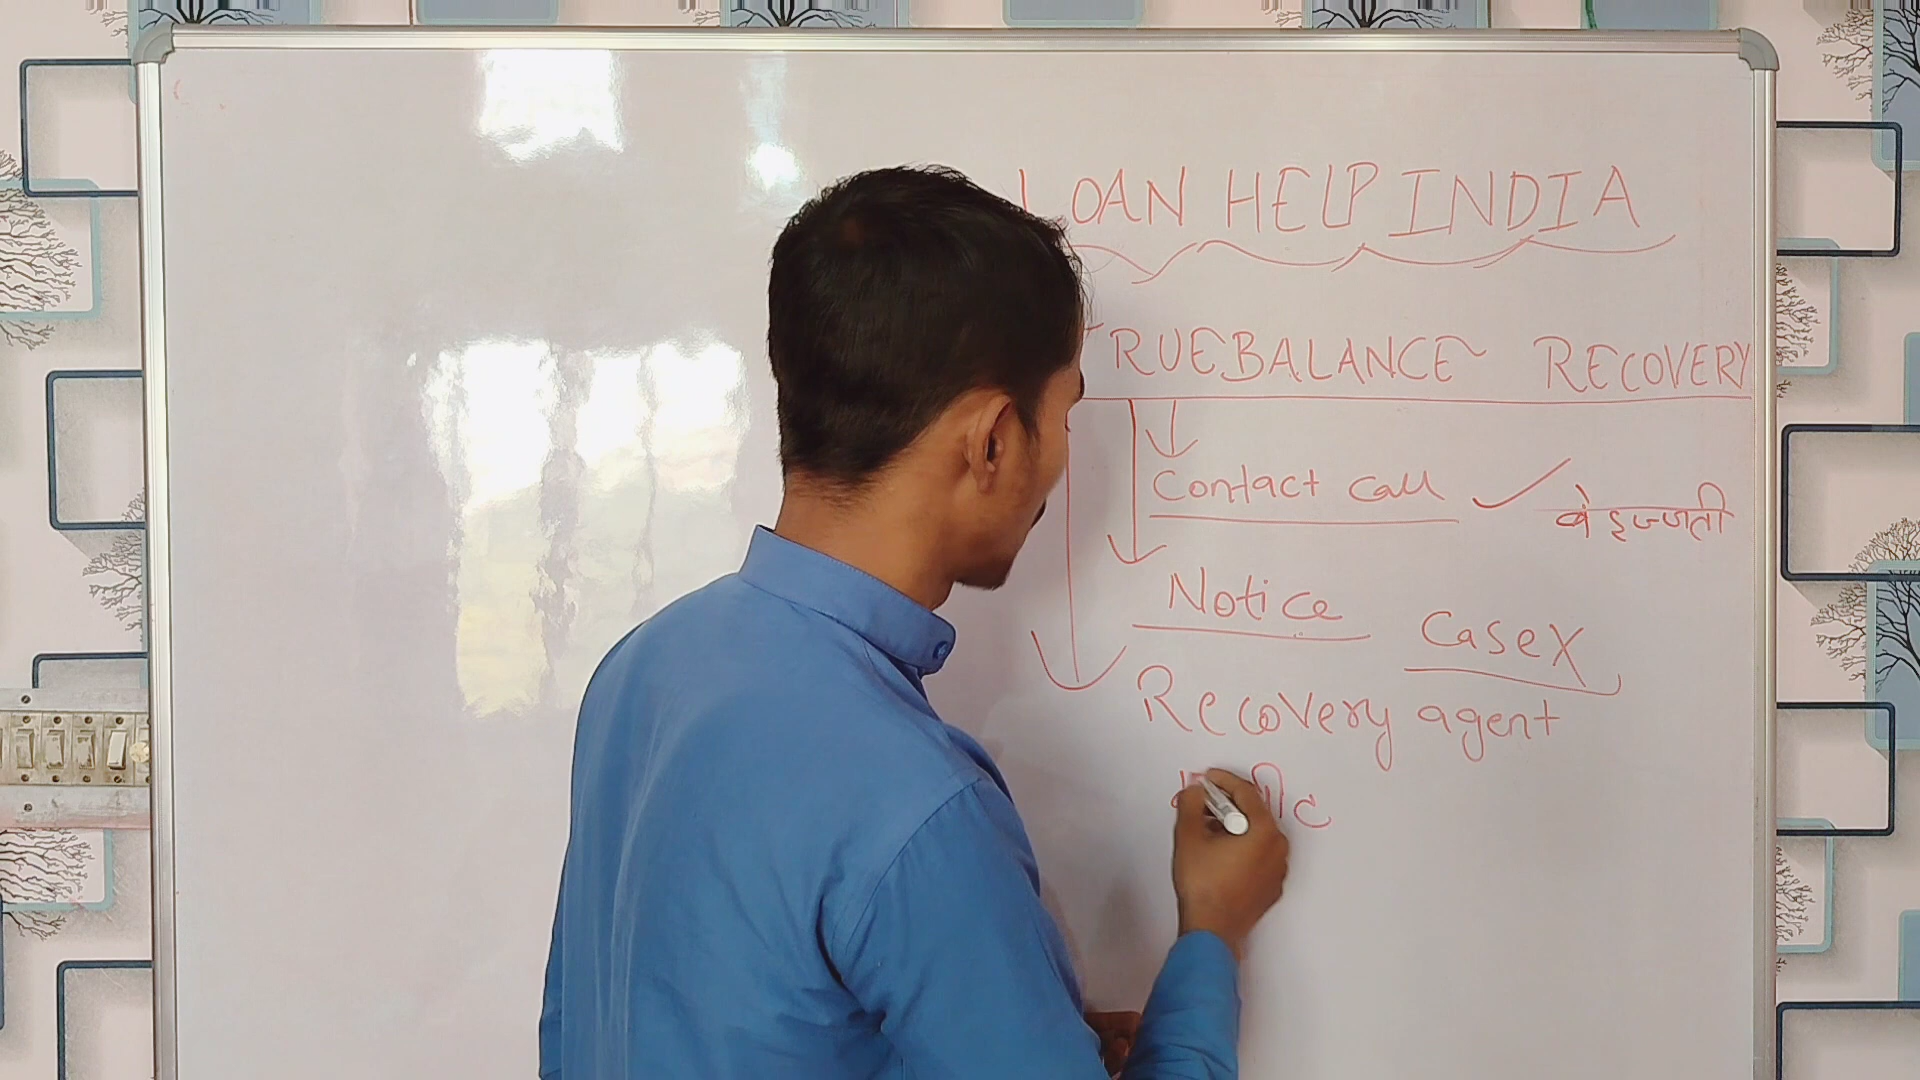 LOAN HELP INDIA
TRUEBALANCE RECOVERY
Contact call ✓ बेइज्जती
Notice Case X
Recovery agent